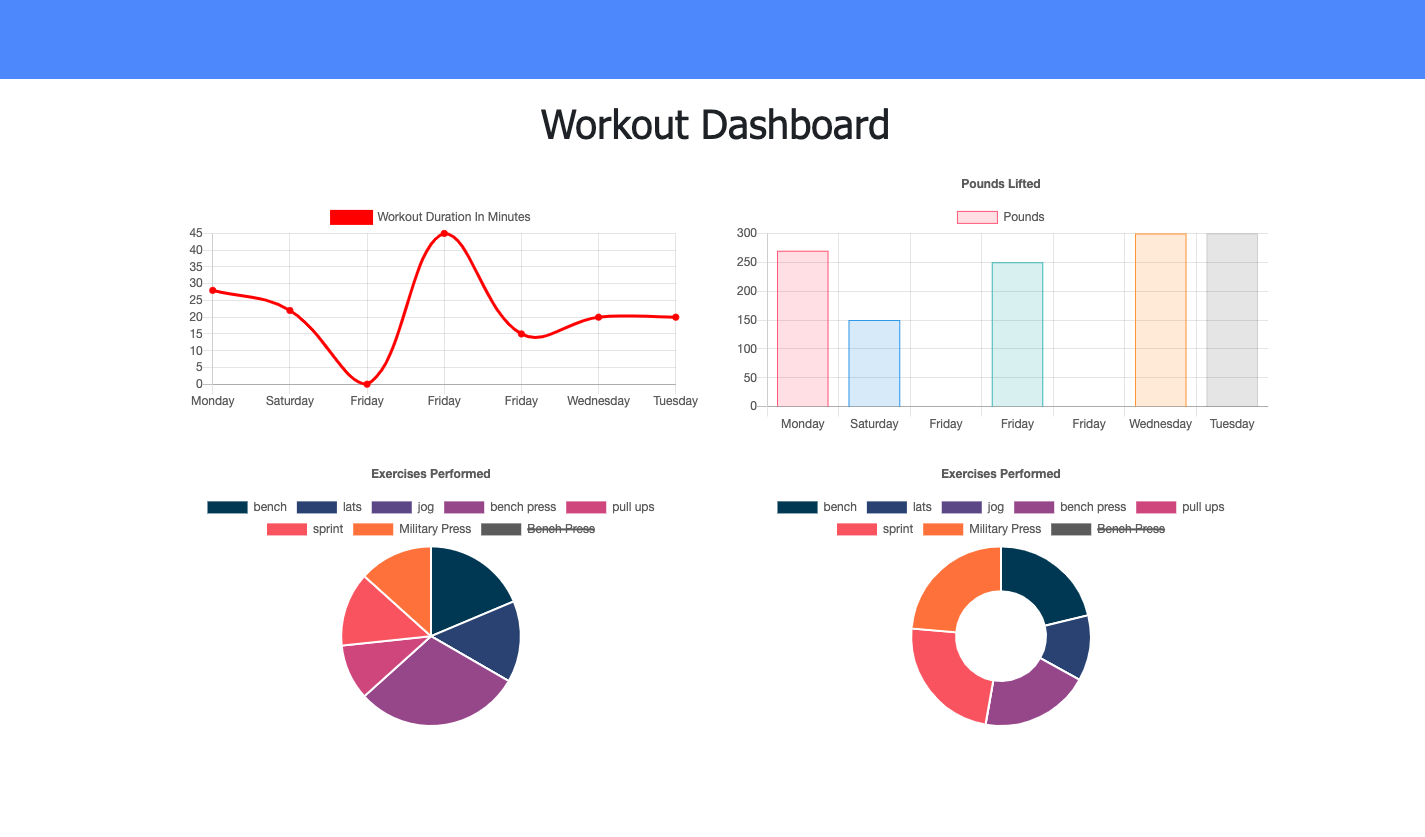 Workout Dashboard
Workout Duration In Minutes
45
40
35
30
25
20
15
10
5
0
Monday Saturday Friday Friday Friday Wednesday Tuesday
Pounds Lifted
Pounds
300
250
200
150
100
50
0
Monday Saturday Friday Friday Friday Wednesday Tuesday
Exercises Performed
bench lats jog bench press pull ups
sprint Military Press Bench Press
Exercises Performed
bench lats jog bench press pull ups
sprint Military Press Bench Press